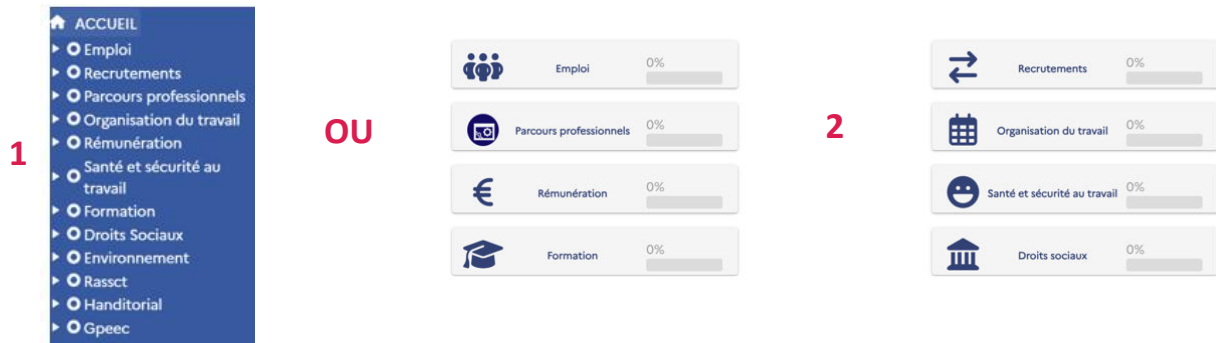 ACCUEIL
Emploi
Recrutements
Parcours professionnels
Organisation du travail
Rémunération
Santé et sécurité au
travail
Formation
Droits Sociaux
Environnement
Rassct
Handitorial
Gpeec
1
OU
Emploi 0%
Parcours professionnels 0%
Rémunération 0%
Formation 0%
2
Recrutements 0%
Organisation du travail 0%
Santé et sécurité au travail 0%
Droits sociaux 0%